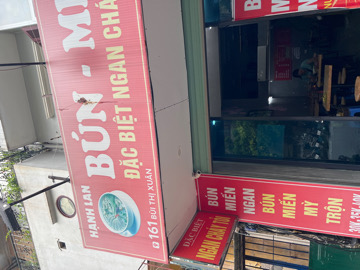 HẠNH LAN
BÚN - MI
ĐẶC BIỆT NGAN CHÁ
161 BÙI THỊ XUÂN
BÚN NGAN
MIẾN
BÚN TRỘN
MIẾN
MỲ
ĐẶC BIỆT
NGAN CHÁY TỎI